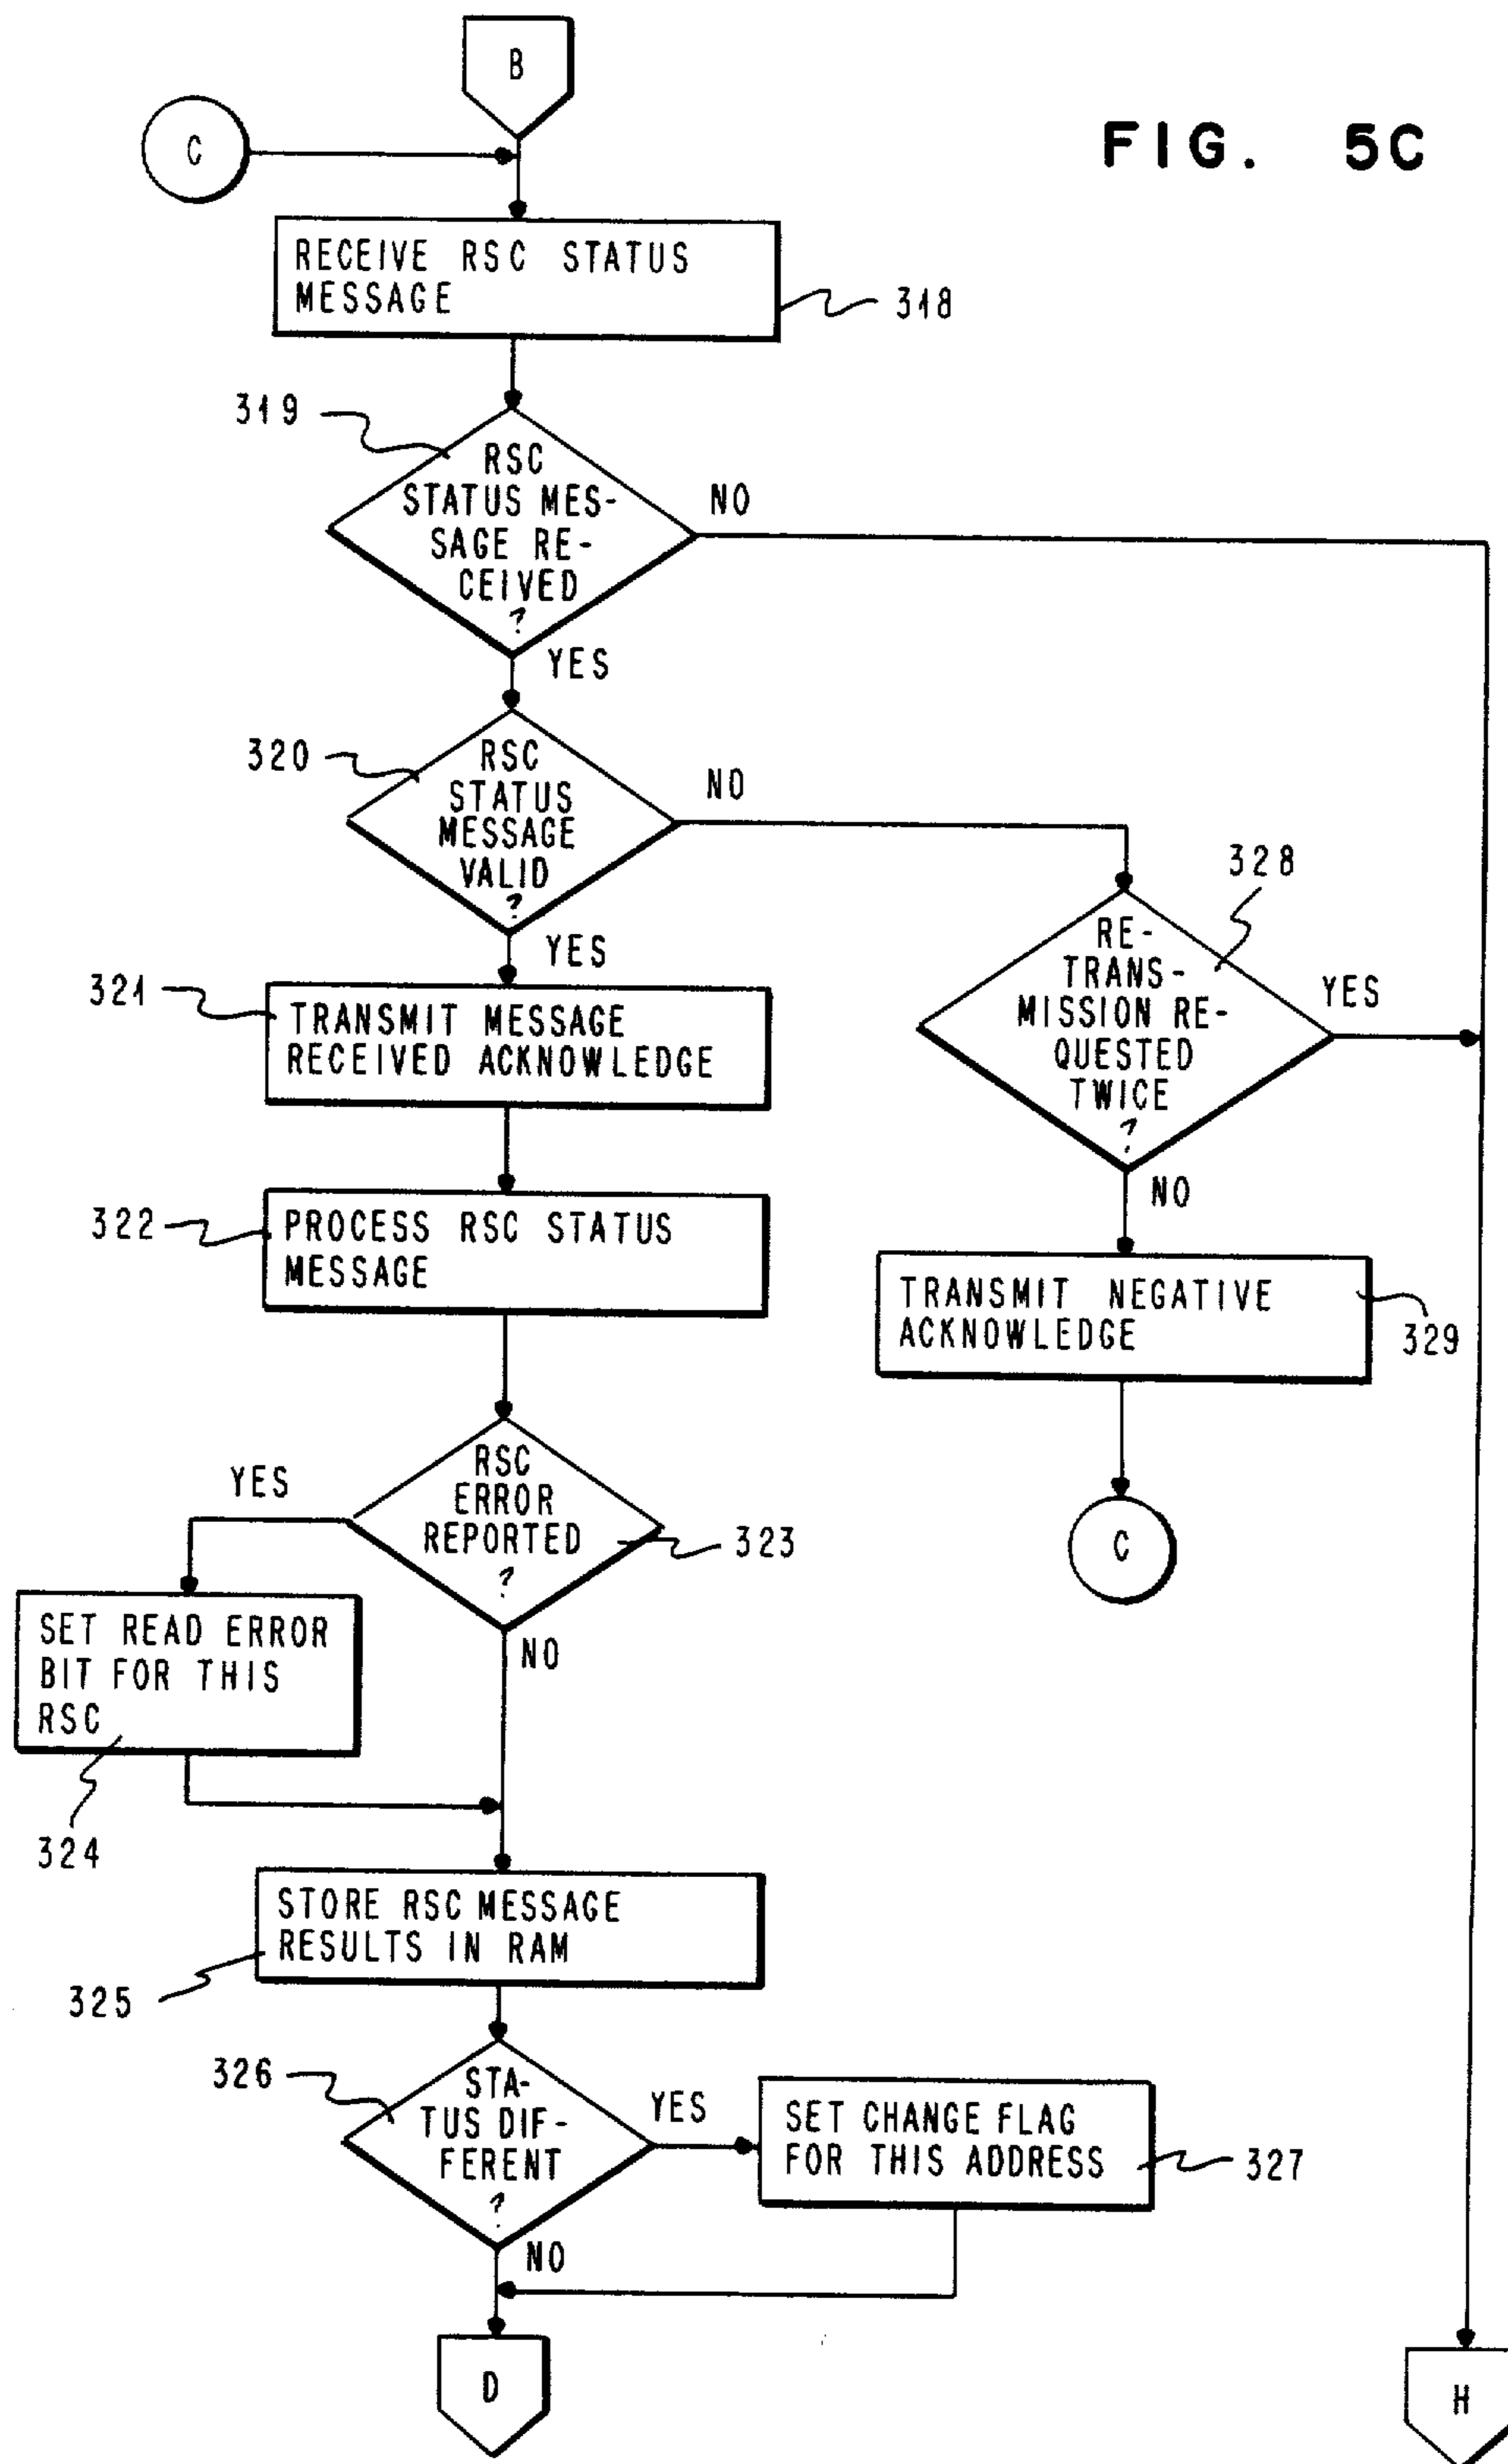 B
C
FIG. 5C
RECEIVE RSC STATUS
MESSAGE
318
319
RSC
STATUS MES-
SAGE RE-
CEIVED
?
NO
YES
320
RSC
STATUS
MESSAGE
VALID
?
NO
YES
328
RE-
TRANS-
MISSION RE-
QUESTED
TWICE
?
YES
NO
321
TRANSMIT MESSAGE
RECEIVED ACKNOWLEDGE
322
PROCESS RSC STATUS
MESSAGE
TRANSMIT NEGATIVE
ACKNOWLEDGE
329
C
YES
RSC
ERROR
REPORTED
?
323
NO
SET READ ERROR
BIT FOR THIS
RSC
324
STORE RSC MESSAGE
RESULTS IN RAM
325
326
STA-
TUS DIF-
FERENT
?
YES
NO
SET CHANGE FLAG
FOR THIS ADDRESS
327
D
H